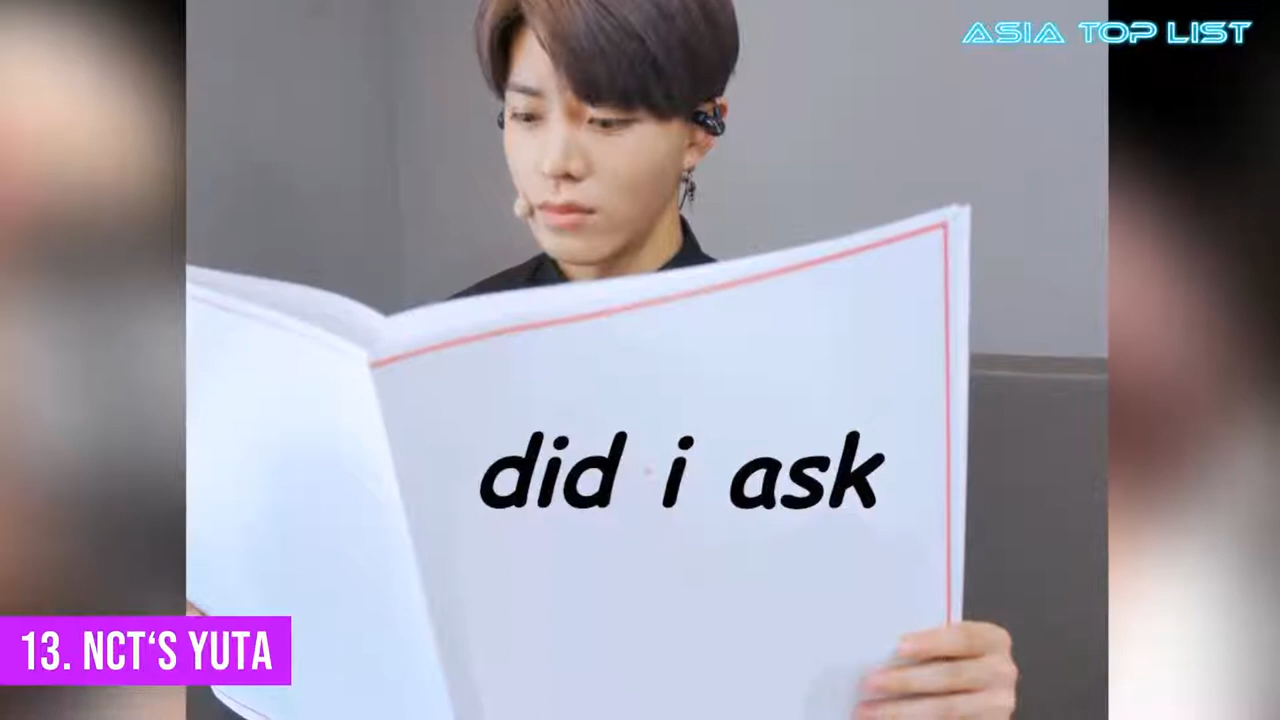 ASIA TOP LIST
did i ask
13. NCT‘S YUTA